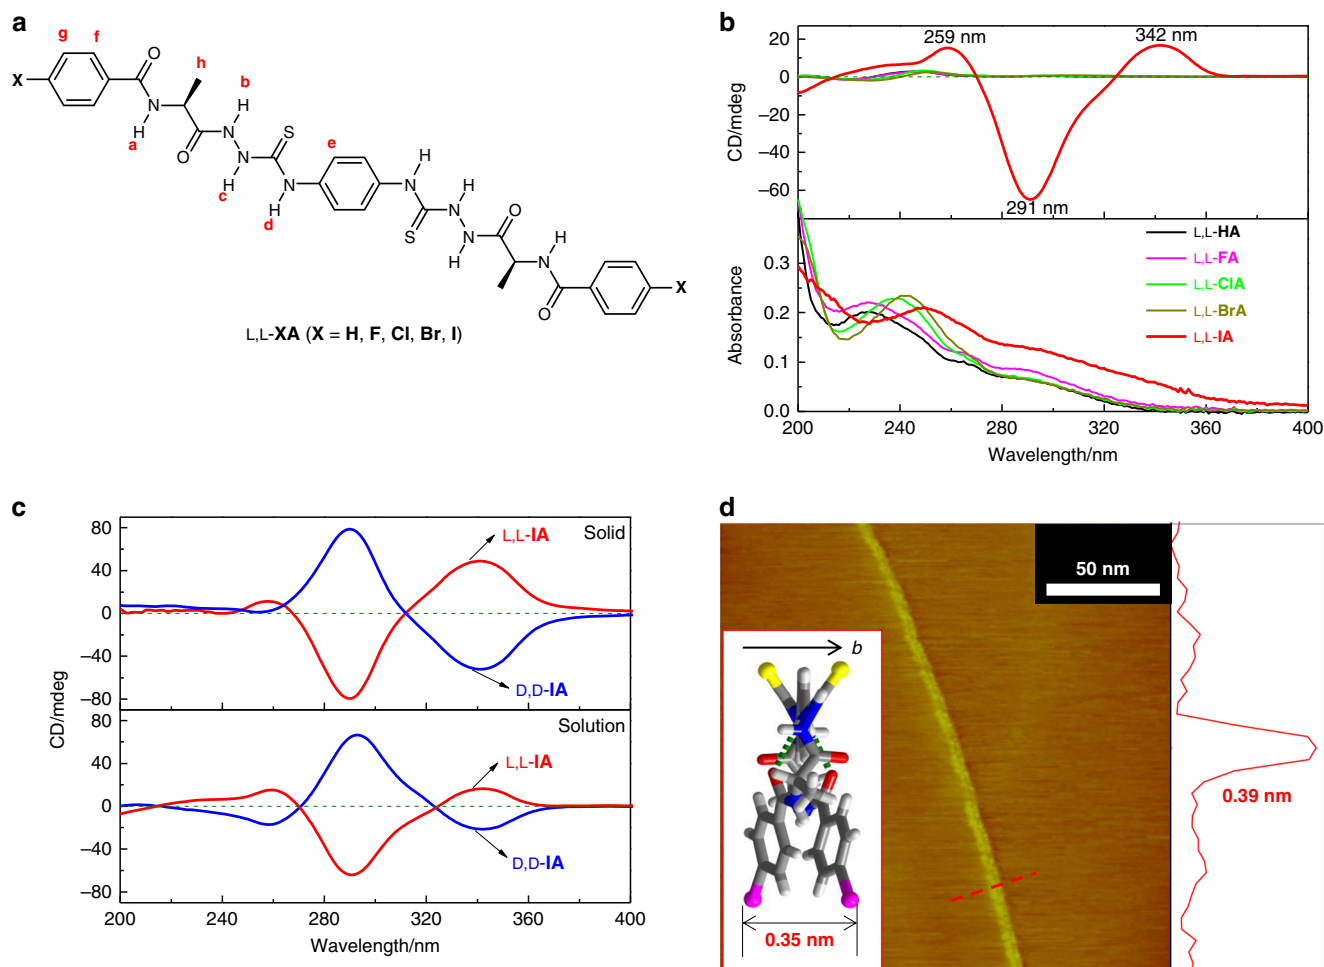 a
g
f
X
O
h
b
N
H
H
a
O
N
N
H
c
S
N
H
d
e
H
N
S
H
N
N
H
O
H
N
O
X
L,L-XA (X = H, F, Cl, Br, I)
b
20
0
–20
–40
–60
CD/mdeg
259 nm
342 nm
291 nm
0.3
0.2
0.1
0.0
Absorbance
L,L-HA
L,L-FA
L,L-ClA
L,L-BrA
L,L-IA
200 240 280 320 360 400
Wavelength/nm
c
80
40
0
–40
–80
Solid
L,L-IA
D,D-IA
CD/mdeg
80
40
0
–40
–80
Solution
L,L-IA
D,D-IA
200 240 280 320 360 400
Wavelength/nm
d
50 nm
b
0.35 nm
0.39 nm